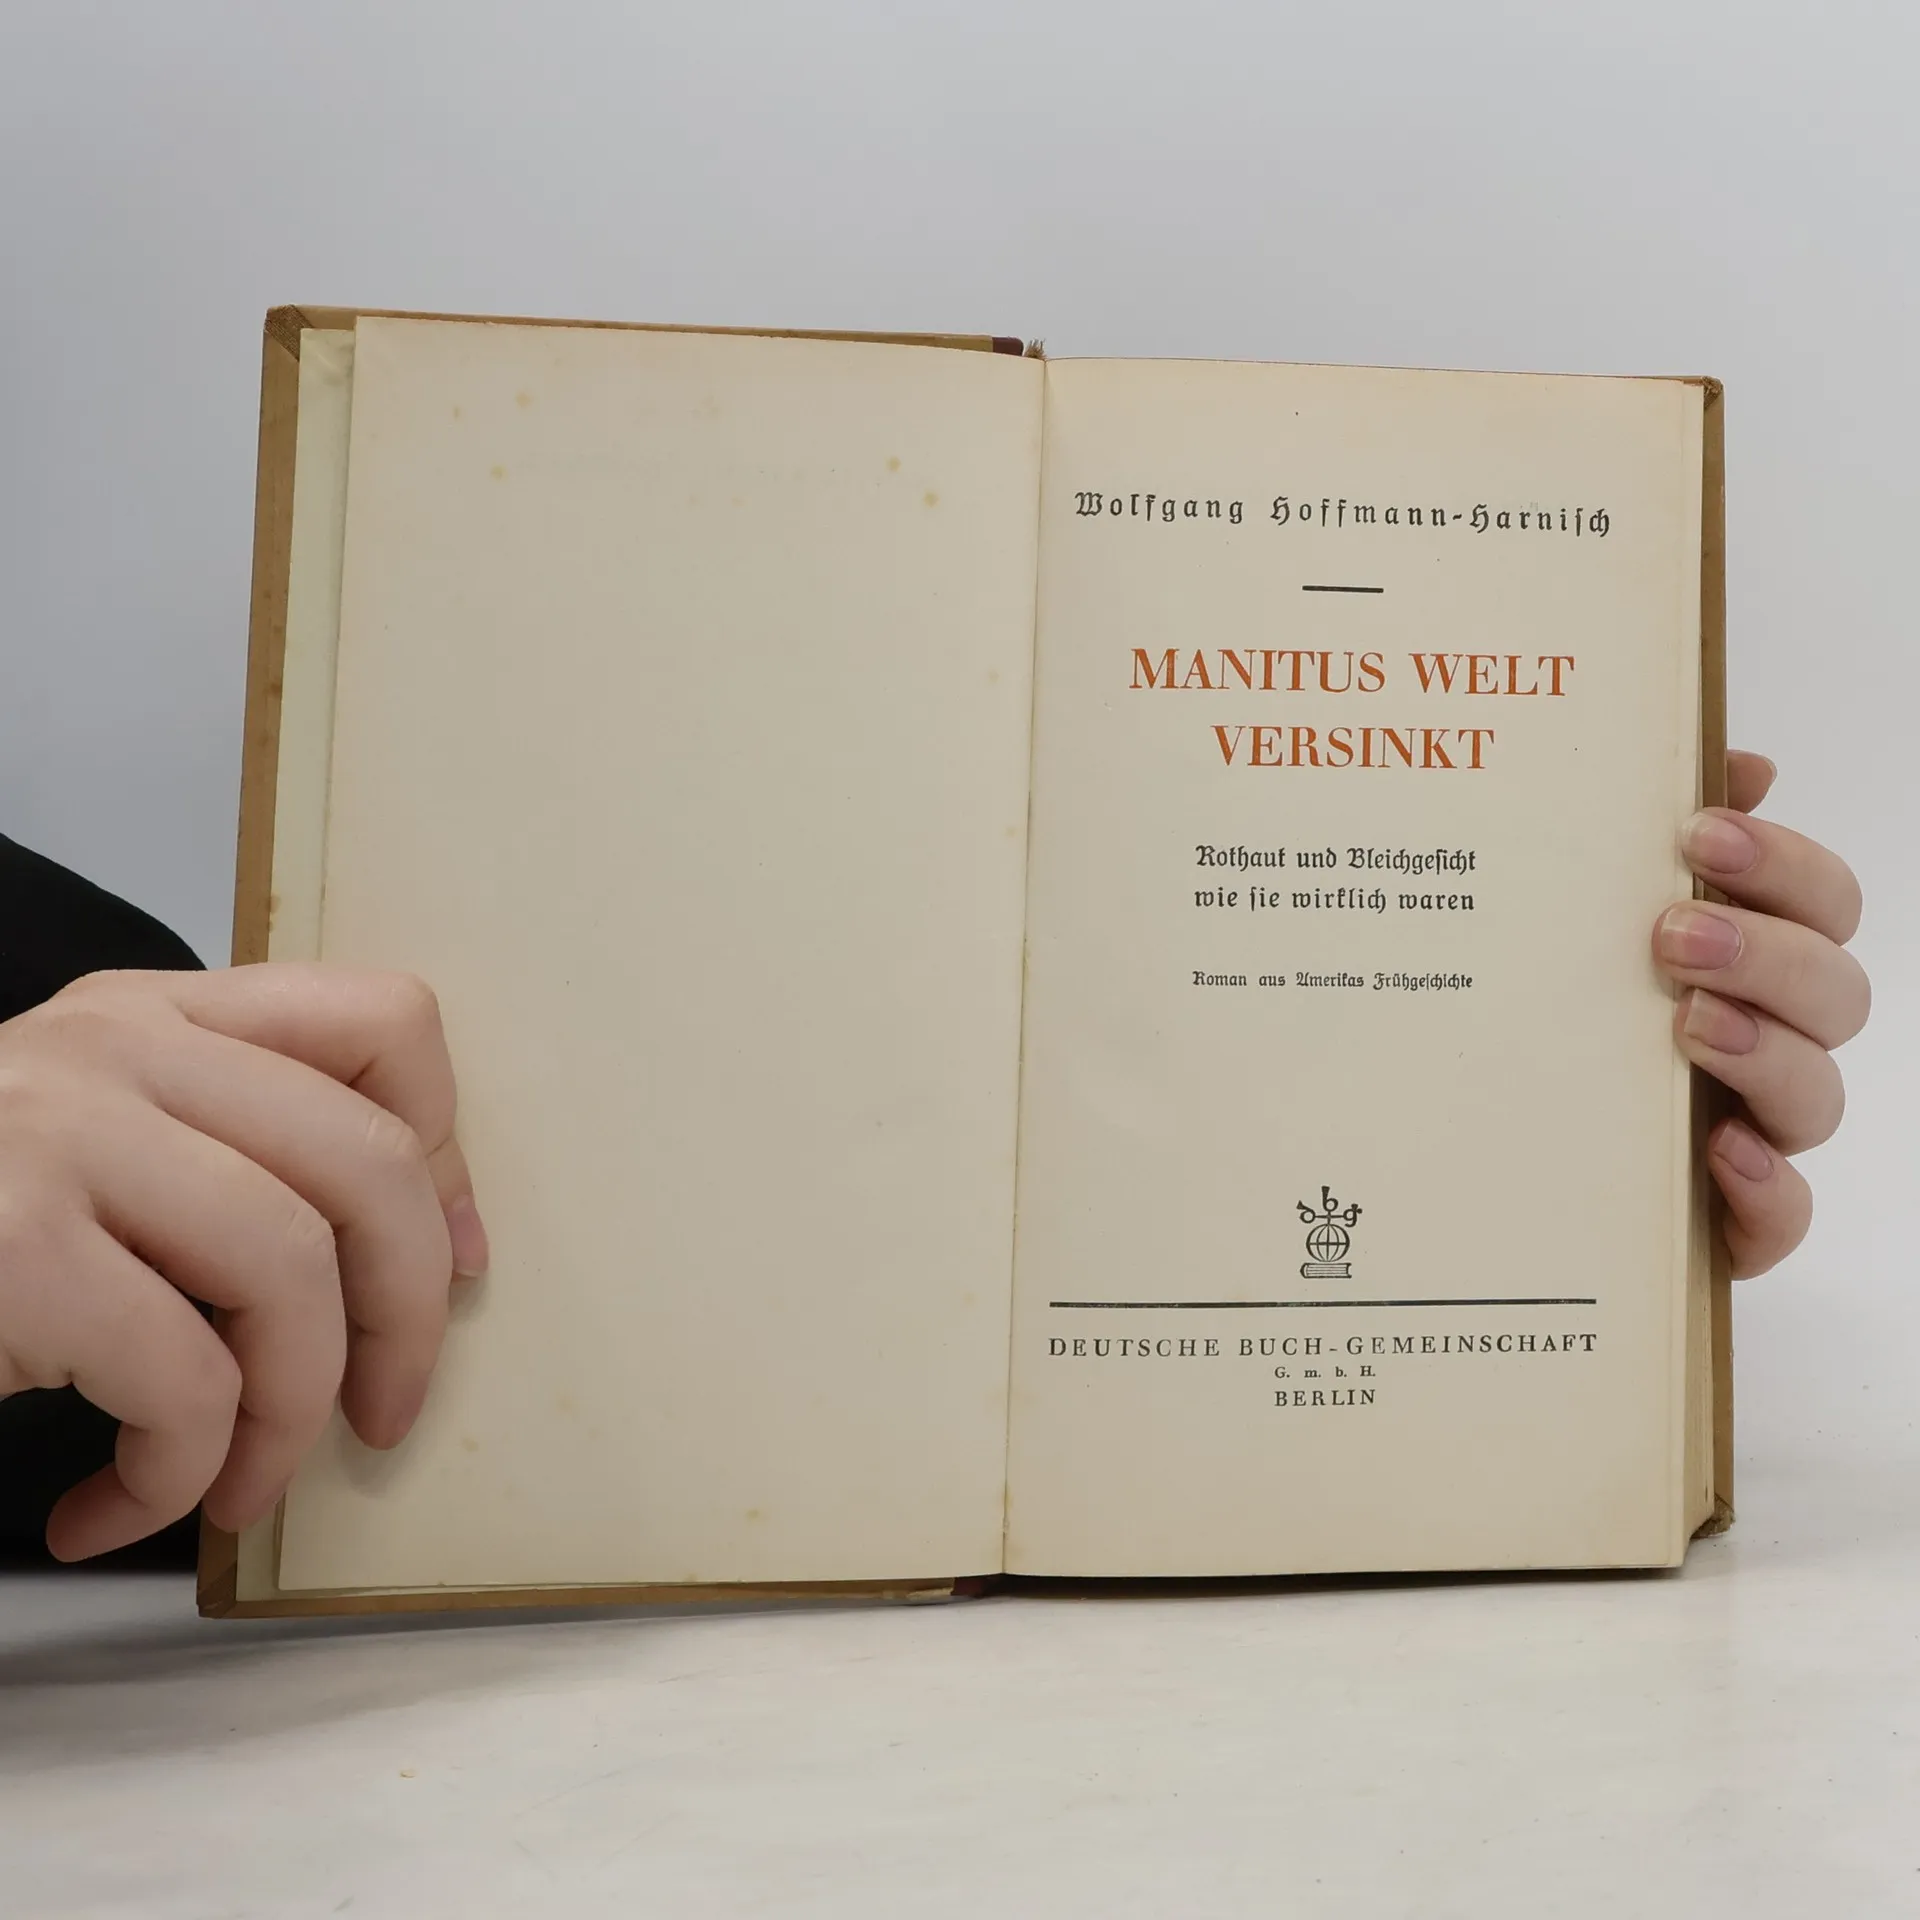 Wolfgang Hoffmann-Harniſch
MANITUS WELT
VERSINKT
Rothaut und Bleichgeſicht
wie ſie wirklich waren
Roman aus Amerikas Frühgeſchichte
dbg
DEUTSCHE BUCH-GEMEINSCHAFT
G. m. b. H.
BERLIN